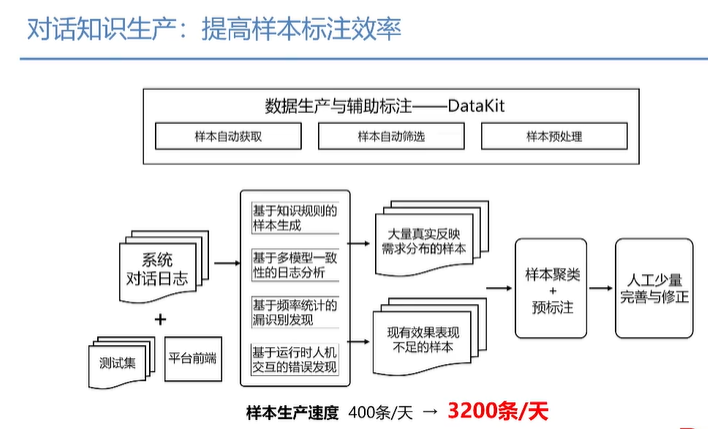 对话知识生产：提高样本标注效率
数据生产与辅助标注——DataKit
样本自动获取
样本自动筛选
样本预处理
系统
对话日志
+
测试集
平台前端
基于知识规则的
样本生成
基于多模型一致
性的日志分析
基于频率统计的
漏识别发现
基于运行时人机
交互的错误发现
大量真实反映
需求分布的样本
现有效果表现
不足的样本
样本聚类
+
预标注
人工少量
完善与修正
样本生产速度 400条/天 → 3200条/天